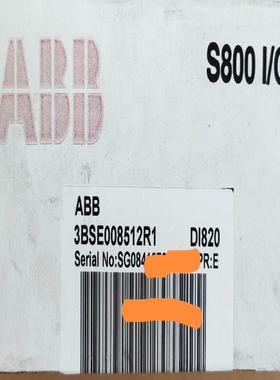 ABB
S800 I/O
ABB
3BSE008512R1 DI820
PR:E
Serial No:SG084